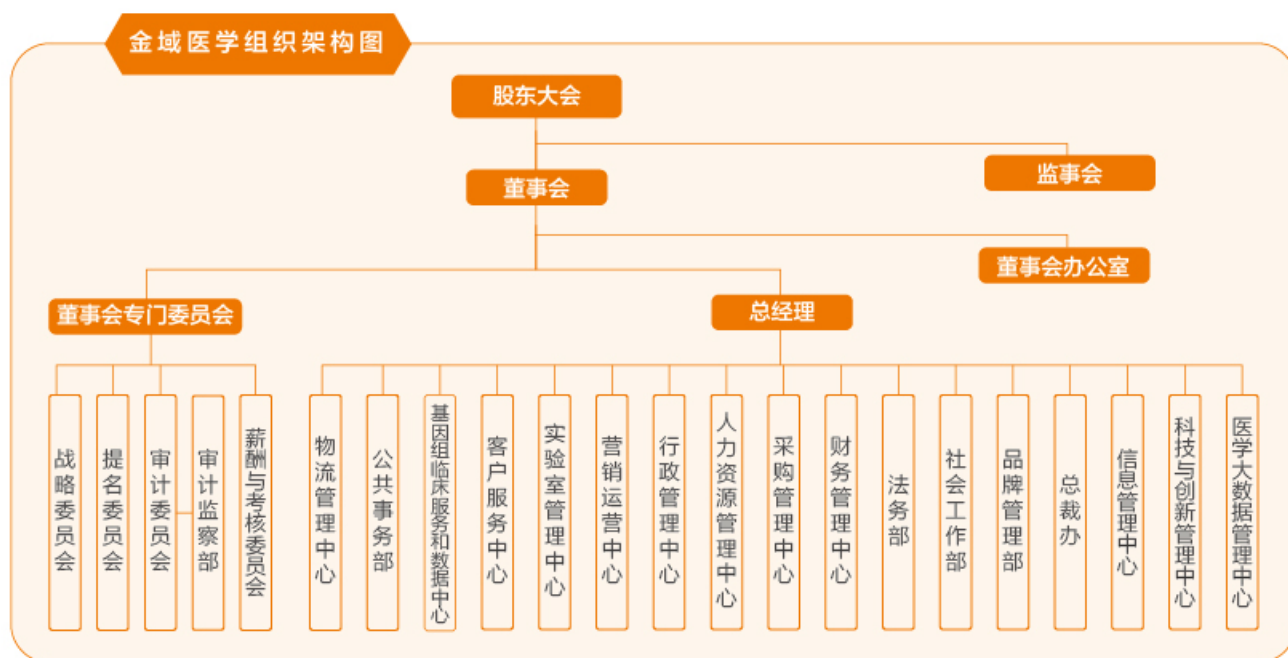 金域医学组织架构图
股东大会
董事会
监事会
董事会办公室
董事会专门委员会
总经理
战略委员会
提名委员会
审计委员会
审计监察部
薪酬与考核委员会
物流管理中心
公共事务部
基因组临床服务和数据中心
客户服务中心
实验室管理中心
营销运营中心
行政管理中心
人力资源管理中心
采购管理中心
财务管理中心
法务部
社会工作部
品牌管理部
总裁办
信息管理中心
科技与创新管理中心
医学大数据管理中心